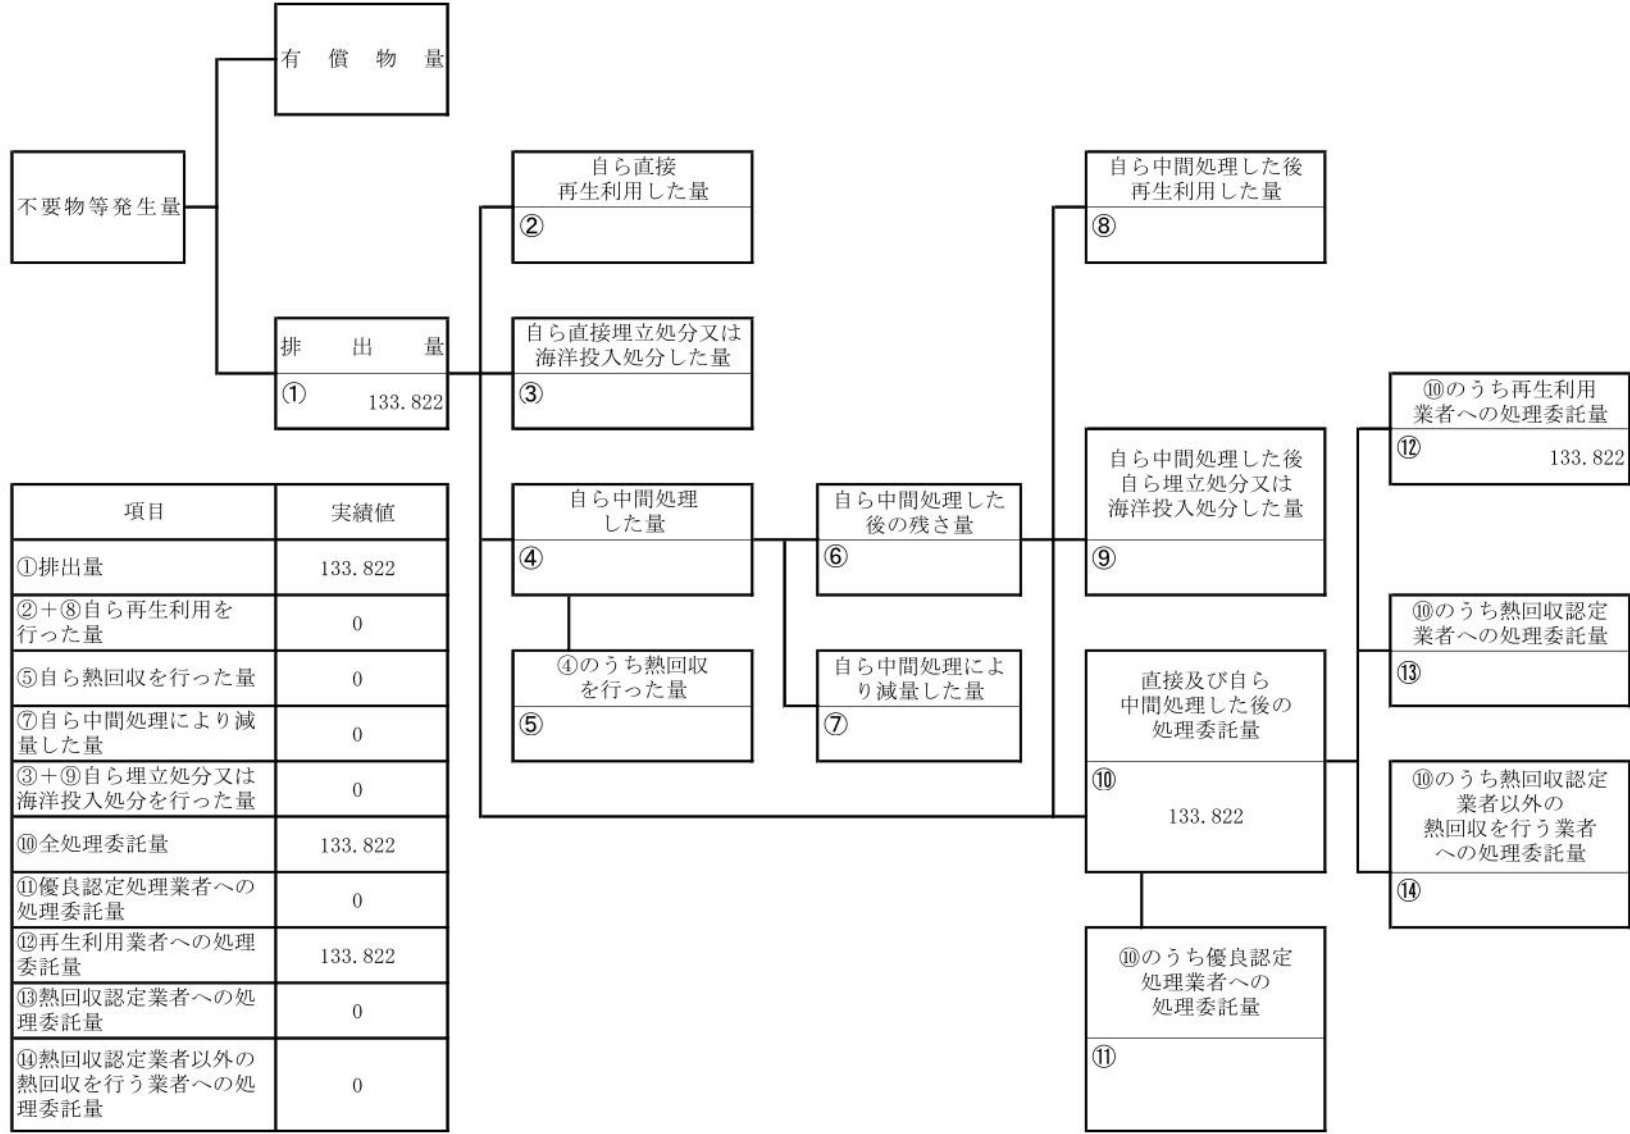 有償物量
不要物等発生量
自ら直接
再生利用した量
②
自ら中間処理した後
再生利用した量
⑧
排出量
①
133.822
自ら直接埋立処分又は
海洋投入処分した量
③
⑩のうち再生利用
業者への処理委託量
⑫
133.822
自ら中間処理した後
自ら埋立処分又は
海洋投入処分した量
⑨
自ら中間処理
した量
④
自ら中間処理した
後の残さ量
⑥
④のうち熱回収
を行った量
⑤
自ら中間処理によ
り減量した量
⑦
直接及び自ら
中間処理した後の
処理委託量
⑩
133.822
⑩のうち熱回収認定
業者への処理委託量
⑬
⑩のうち熱回収認定
業者以外の
熱回収を行う業者
への処理委託量
⑭
⑩のうち優良認定
処理業者への
処理委託量
⑪
項目 実績値
①排出量 133.822
②＋⑧自ら再生利用を
行った量
0
⑤自ら熱回収を行った量 0
⑦自ら中間処理により減
量した量
0
③＋⑨自ら埋立処分又は
海洋投入処分を行った量
0
⑩全処理委託量 133.822
⑪優良認定処理業者への
処理委託量
0
⑫再生利用業者への処理
委託量
133.822
⑬熱回収認定業者への処
理委託量
0
⑭熱回収認定業者以外の
熱回収を行う業者への処
理委託量
0